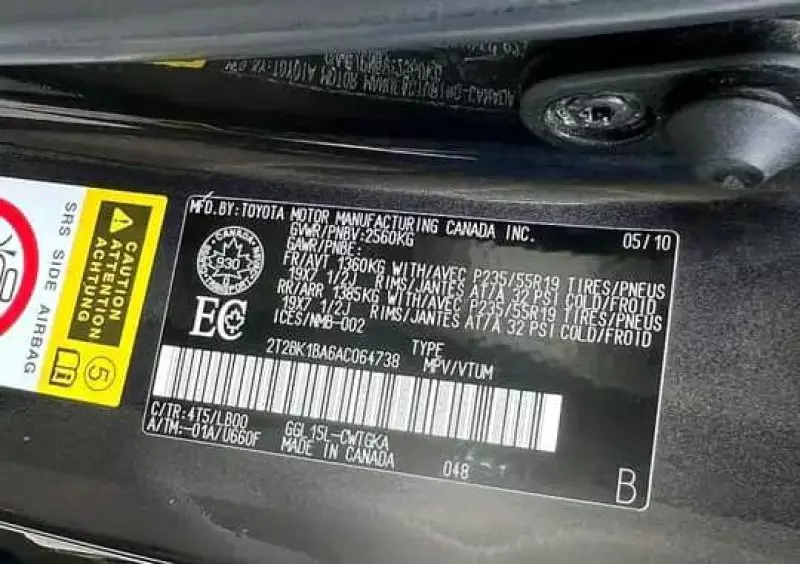 SRS SIDE AIRBAG
CAUTION
ATTENTION
ACHTUNG
5
MFD.BY:TOYOTA MOTOR MANUFACTURING CANADA INC.
05/10
GVWR/PNBV:2560KG
GAWR/PNBE:
FR/AVT 1360KG WITH/AVEC P235/55R19 TIRES/PNEUS
19X7 1/2J RIMS/JANTES AT/A 32 PSI COLD/FROID
RR/ARR 1385KG WITH/AVEC P235/55R19 TIRES/PNEUS
19X7 1/2J RIMS/JANTES AT/A 32 PSI COLD/FROID
ICES/NMB-002
930
EC
2T2BK1BA6AC064738 TYPE
MPV/VTUM
C/TR:4T5/LB00 GGL15L-CWTGKA
A/TM:-01A/U660F MADE IN CANADA
048
B